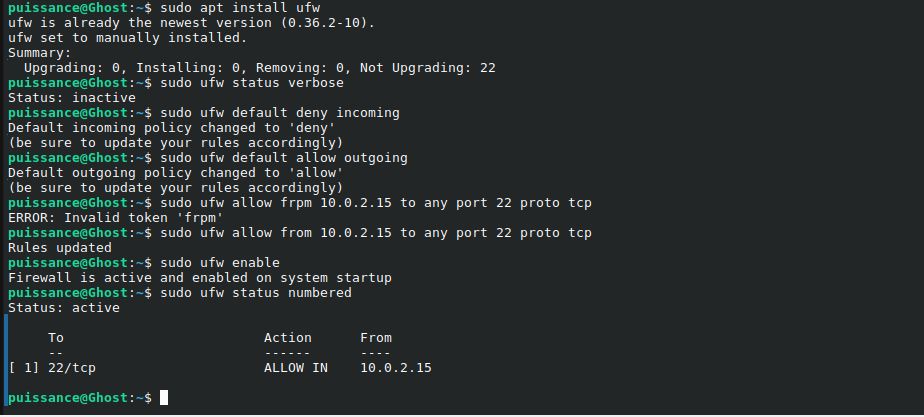 puissance@Ghost:~$ sudo apt install ufw
ufw is already the newest version (0.36.2-10).
ufw set to manually installed.
Summary:
  Upgrading: 0, Installing: 0, Removing: 0, Not Upgrading: 22
puissance@Ghost:~$ sudo ufw status verbose
Status: inactive
puissance@Ghost:~$ sudo ufw default deny incoming
Default incoming policy changed to 'deny'
(be sure to update your rules accordingly)
puissance@Ghost:~$ sudo ufw default allow outgoing
Default outgoing policy changed to 'allow'
(be sure to update your rules accordingly)
puissance@Ghost:~$ sudo ufw allow frpm 10.0.2.15 to any port 22 proto tcp
ERROR: Invalid token 'frpm'
puissance@Ghost:~$ sudo ufw allow from 10.0.2.15 to any port 22 proto tcp
Rules updated
puissance@Ghost:~$ sudo ufw enable
Firewall is active and enabled on system startup
puissance@Ghost:~$ sudo ufw status numbered
Status: active

     To                         Action      From
     --                         ------      ----
[ 1] 22/tcp                     ALLOW IN    10.0.2.15

puissance@Ghost:~$